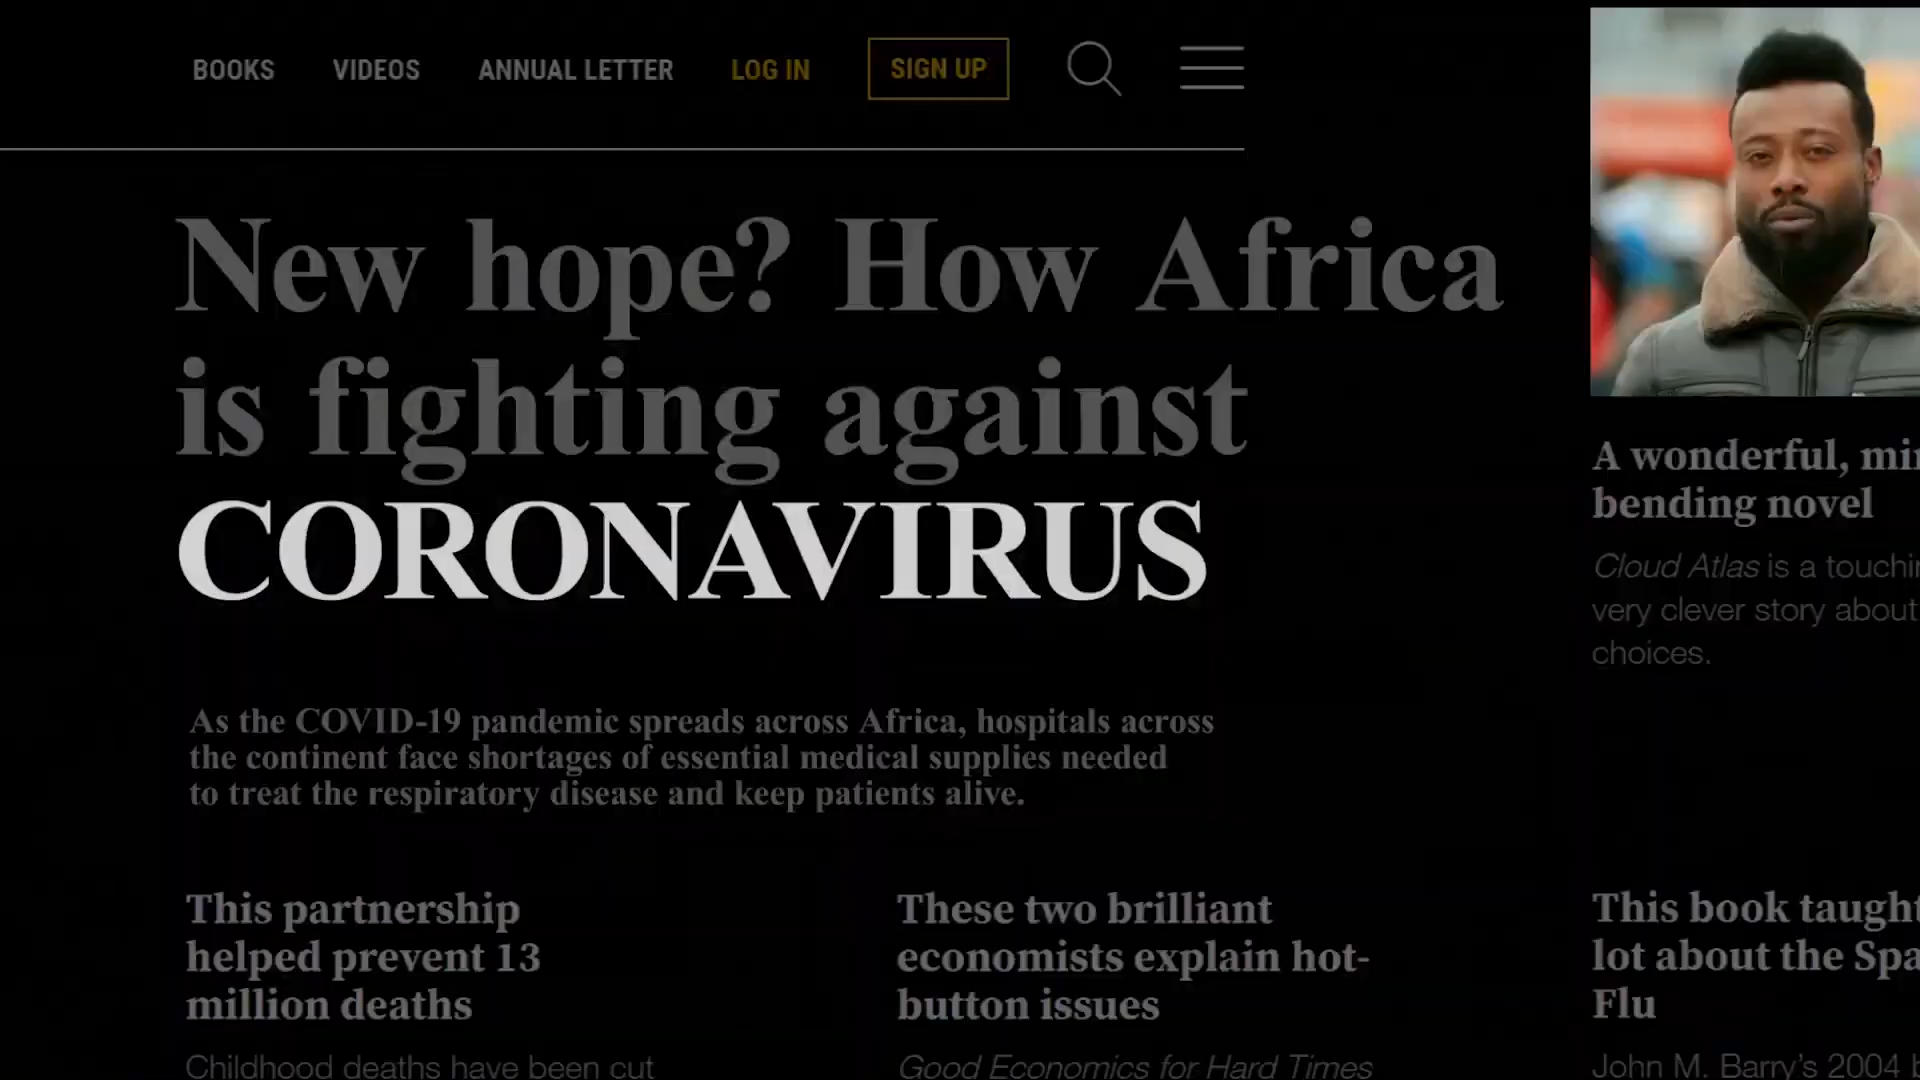 BOOKS VIDEOS ANNUAL LETTER LOG IN SIGN UP
New hope? How Africa
is fighting against
CORONAVIRUS
As the COVID-19 pandemic spreads across Africa, hospitals across
the continent face shortages of essential medical supplies needed
to treat the respiratory disease and keep patients alive.
A wonderful,
bending novel
Cloud Atlas is a
very clever story about
choices.
This partnership
helped prevent 13
million deaths
Childhood deaths have been cut
These two brilliant
economists explain hot-
button issues
Good Economics for Hard Times
This book taught
lot about the
Flu
John M. Barry's 2004